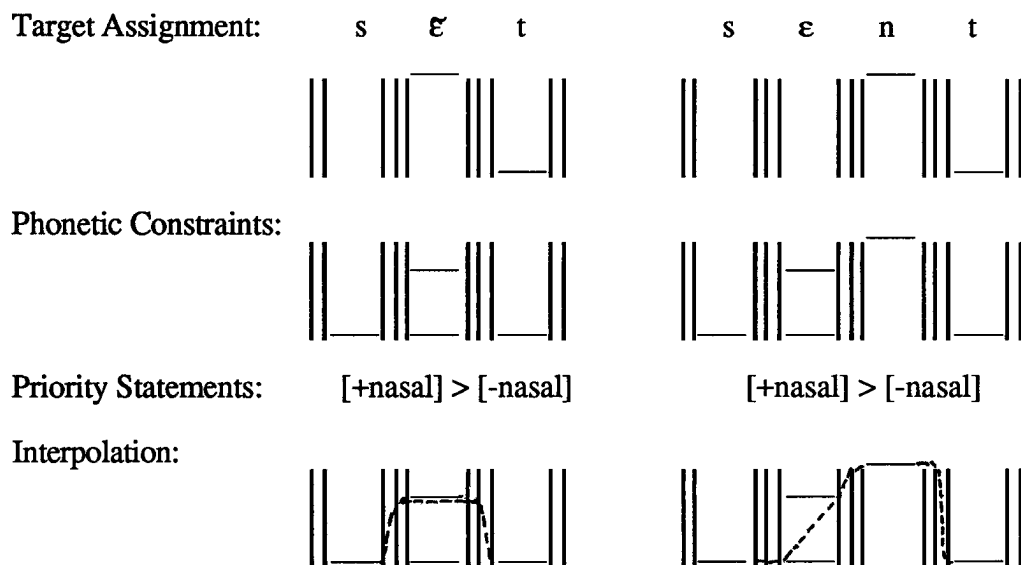 Target Assignment: s ɛ̃ t s ɛ n t
Phonetic Constraints:
Priority Statements: [+nasal] > [-nasal] [+nasal] > [-nasal]
Interpolation: